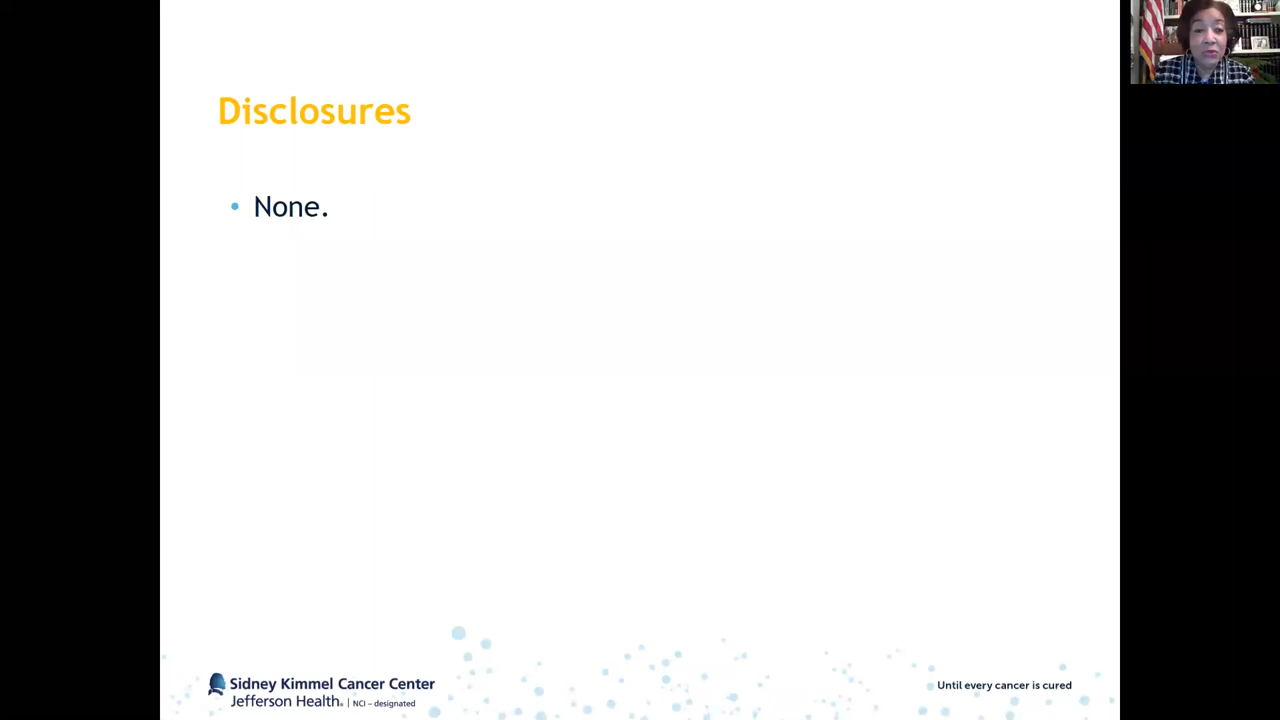 Disclosures
• None.
Sidney Kimmel Cancer Center
Jefferson Health. | NCI – designated
Until every cancer is cured